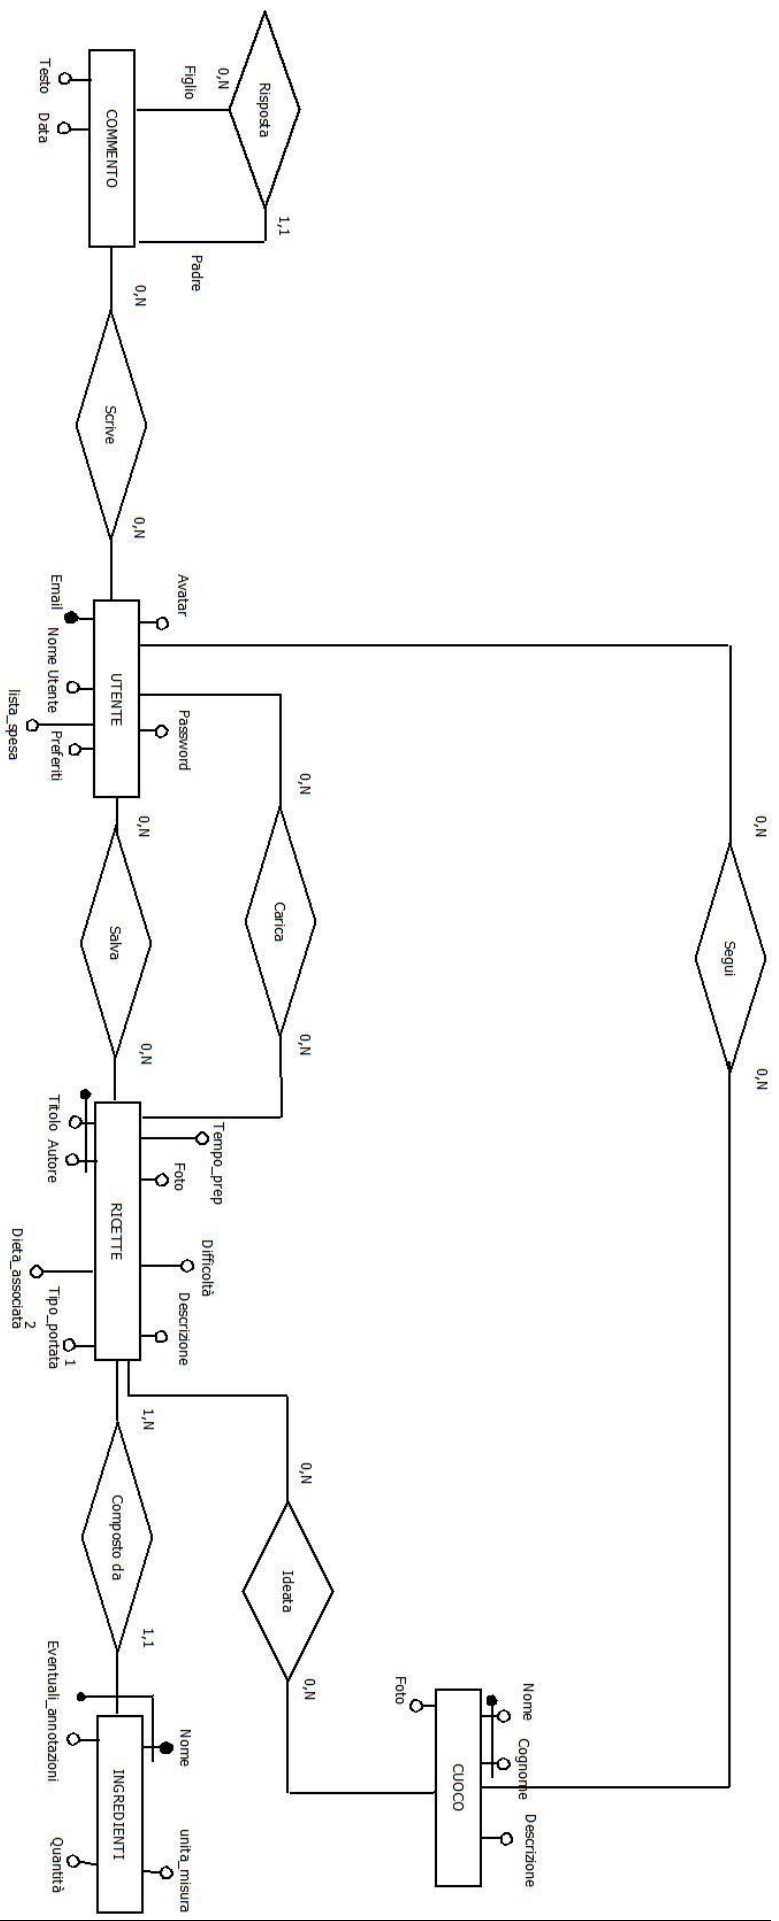 Risposta
0,N
Figlio
1,1
Padre
COMMENTO
Testo
Data
0,N
Scrive
0,N
Avatar
Password
UTENTE
Email
Nome Utente
Preferiti
lista_spesa
0,N
Segui
0,N
0,N
Carica
0,N
0,N
Salva
0,N
Tempo_prep
Foto
Difficoltà
Descrizione
RICETTE
Titolo
Autore
Dieta_associata
2
Tipo_portata
1
1,N
Composto da
1,1
0,N
Ideata
0,N
Nome
Cognome
Descrizione
CUOCO
Foto
Nome
unita_misura
INGREDIENTI
Eventuali_annotazioni
Quantità